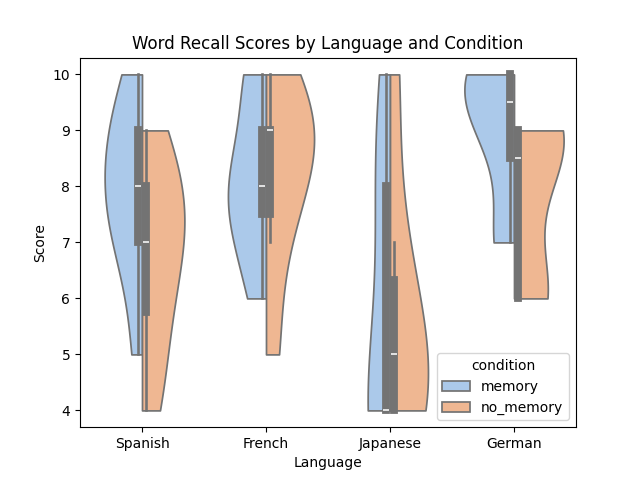 Word Recall Scores by Language and Condition
10
9
8
7
6
5
4
Score
Spanish
French
Japanese
German
Language
condition
memory
no_memory